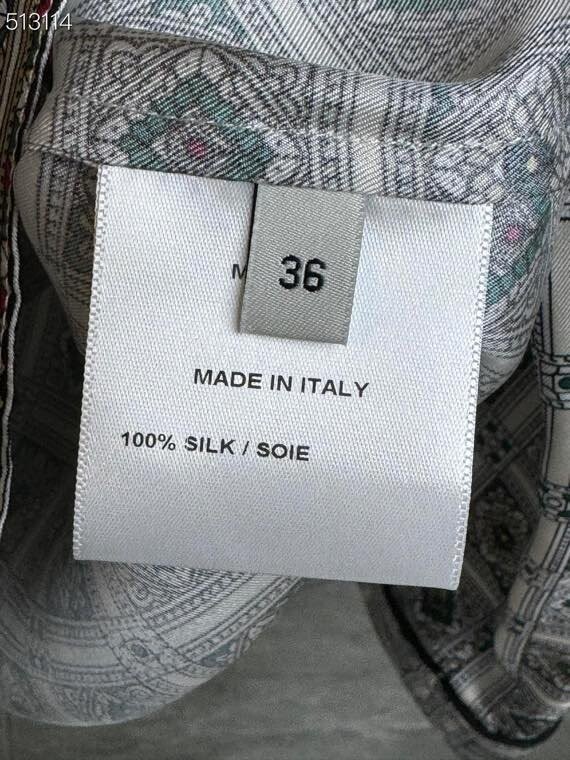 513114
36
MADE IN ITALY
100% SILK / SOIE